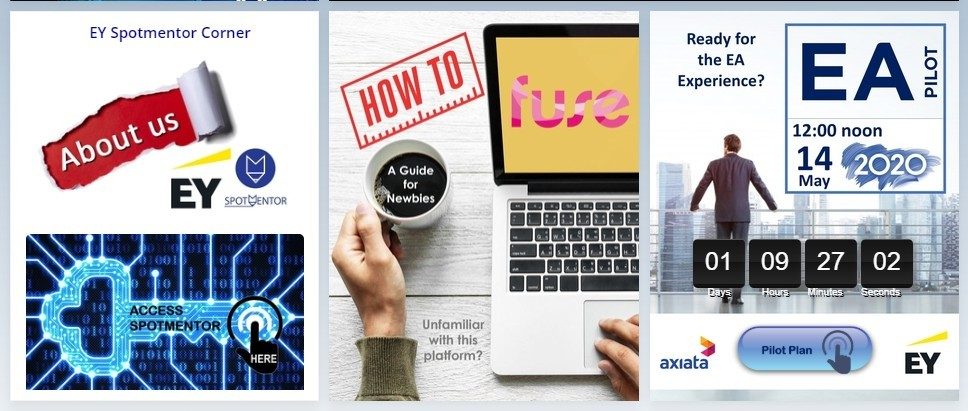 EY Spotmentor Corner
About us
EY
SPOTMENTOR
ACCESS
SPOTMENTOR
HERE
HOW TO
fuse
A Guide
for
Newbies
Unfamiliar
with this
platform?
Ready for
the EA
Experience?
EA
PILOT
12:00 noon
14
May
2020
01
09
27
02
Days
Hours
Minutes
Seconds
axiata
Pilot Plan
EY